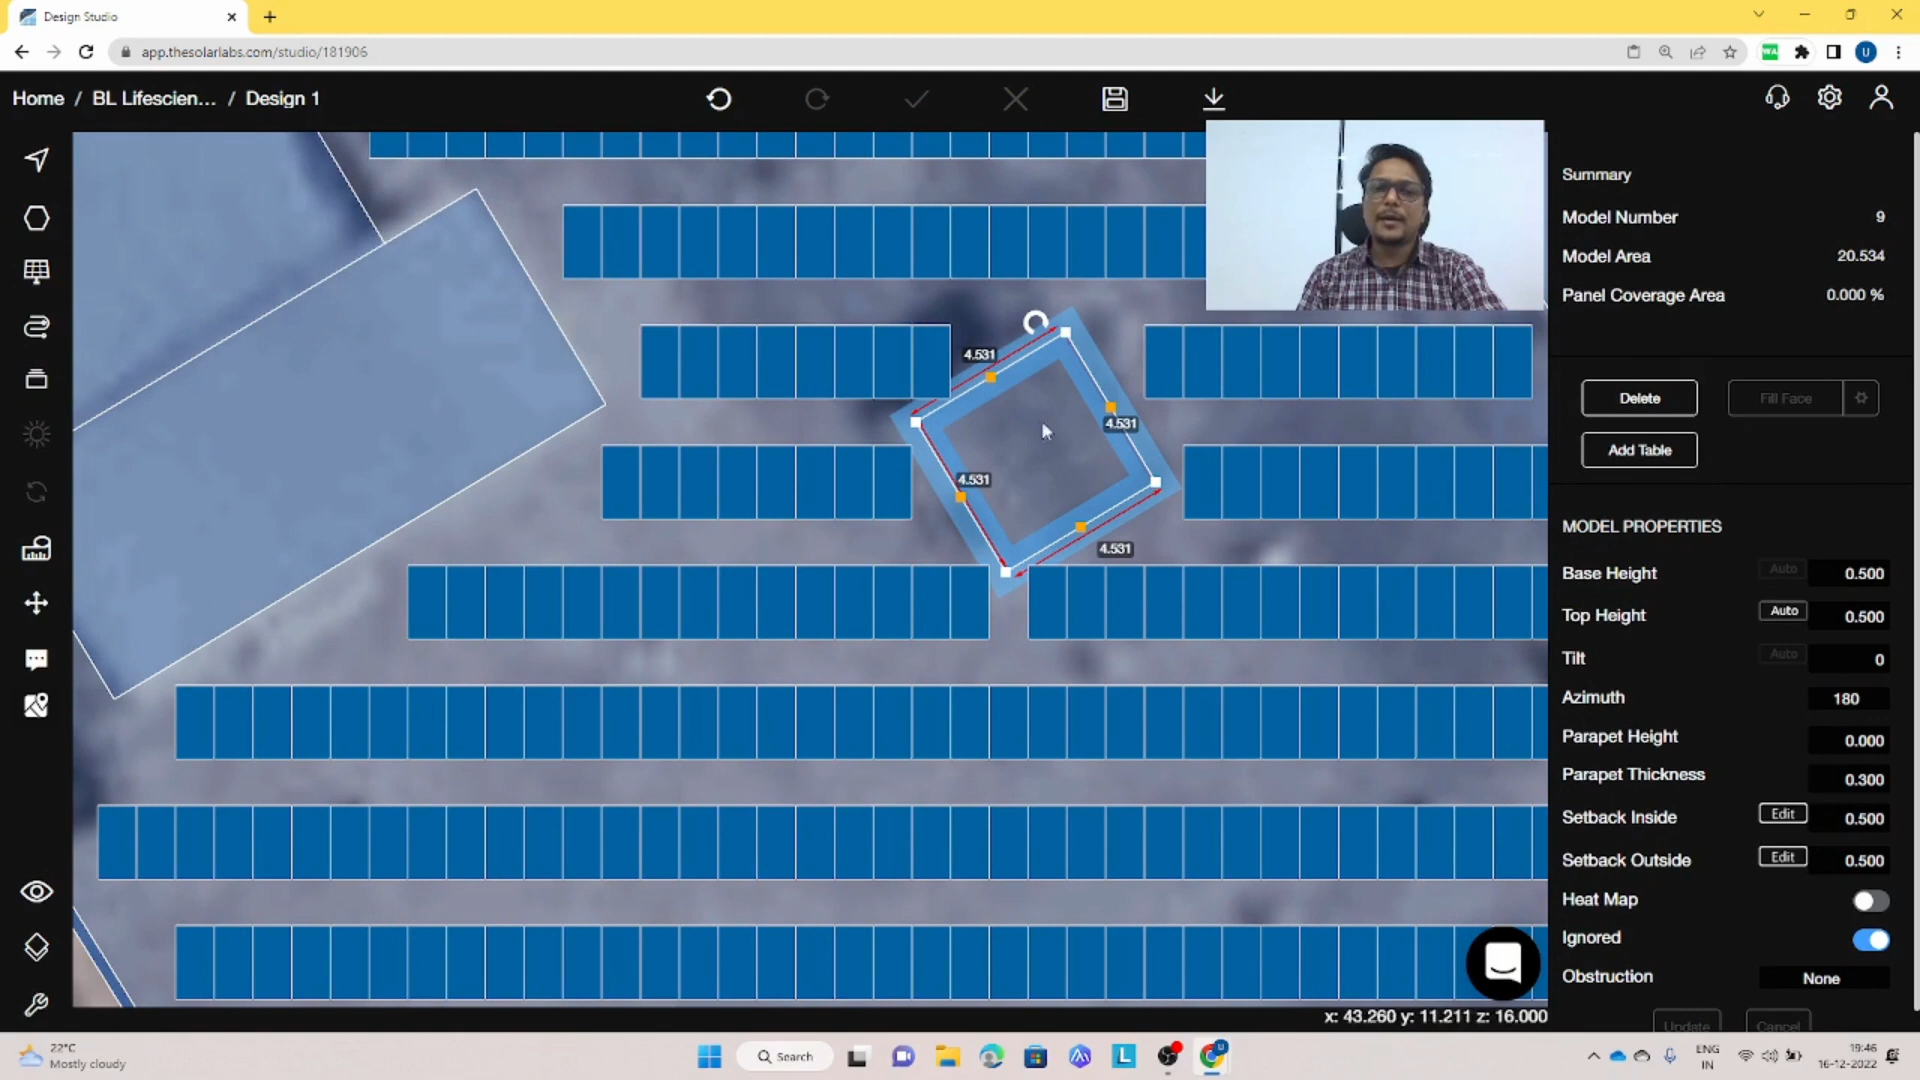 Design Studio
app.thesolarlabs.com/studio/181906
WA
U
Home / BL Lifescien... / Design 1
Summary
Model Number 9
Model Area 20.534
Panel Coverage Area 0.000 %
Delete Fill Face
Add Table
MODEL PROPERTIES
Base Height Auto 0.500
Top Height Auto 0.500
Tilt Auto 0
Azimuth 180
Parapet Height 0.000
Parapet Thickness 0.300
Setback Inside Edit 0.500
Setback Outside Edit 0.500
Heat Map
Ignored
Obstruction None
Update Cancel
4.531
4.531
4.531
4.531
x: 43.260 y: 11.211 z: 16.000
22°C
Mostly cloudy
Search
L
U
ENG
IN
19:46
16-12-2022